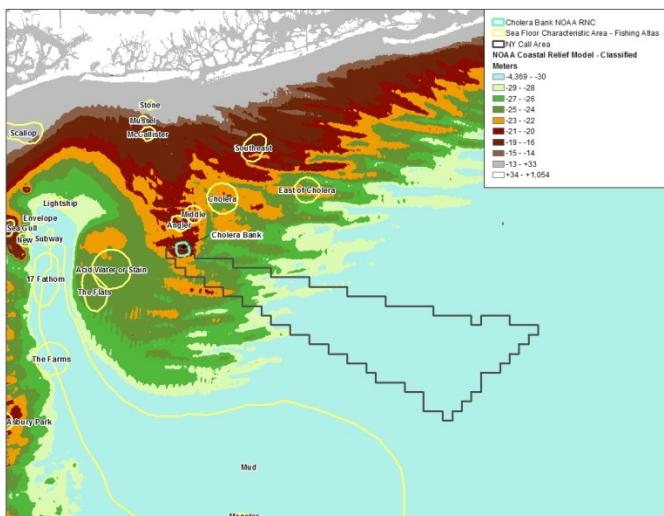 Cholera Bank NOAA RNC
Sea Floor Characteristic Area - Fishing Atlas
NY Call Area
NOAA Coastal Relief Model - Classified
Meters
-4,369 - -30
-29 - -28
-27 - -26
-25 - -24
-23 - -22
-21 - -20
-19 - -16
-15 - -14
-13 - +33
+34 - +1,054
Stone
Mussel
McCallister
Scallop
Southeast
East of Cholera
Cholera
Lightship
Middle
Envelope
Angler
Sea Gull
Cholera Bank
New Subway
Acid Water or Stain
17 Fathom
The Flats
The Farms
Asbury Park
Mud